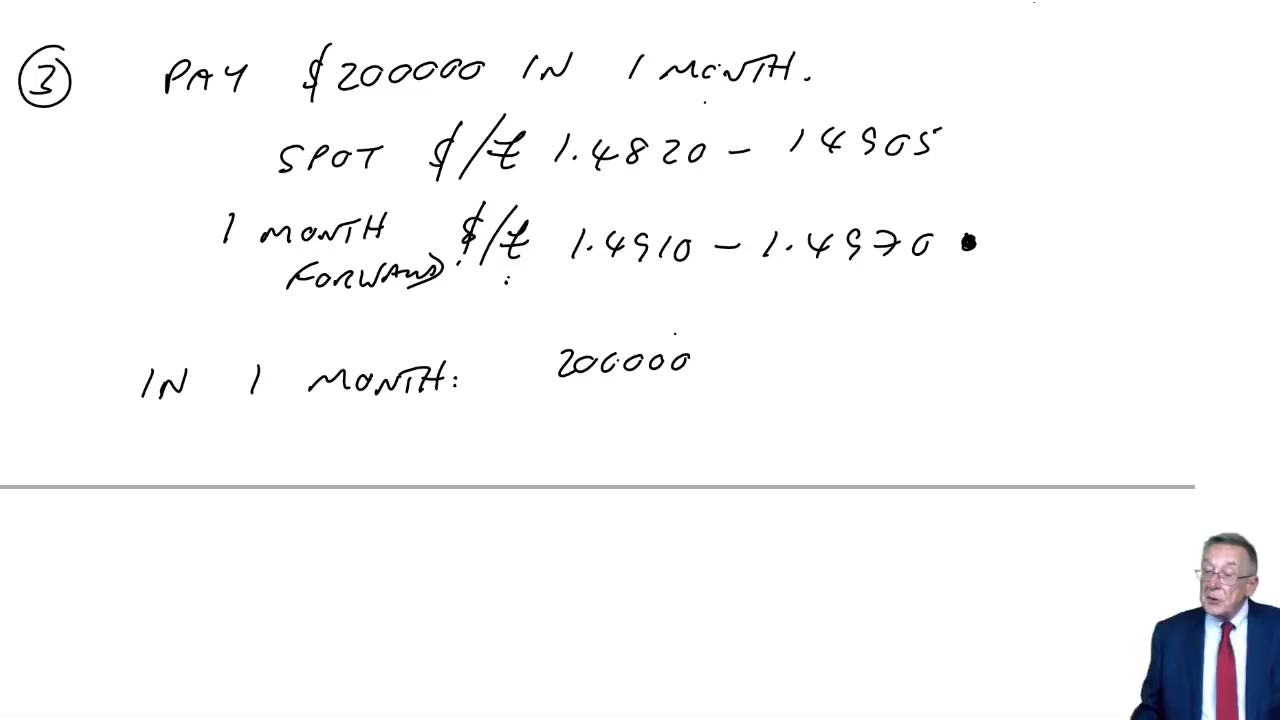 3 PAY $200000 IN 1 MONTH.
SPOT $/£ 1.4820 - 14905
1 MONTH $/£ 1.4910 - 1.4970
FORWARD
IN 1 MONTH: 200000